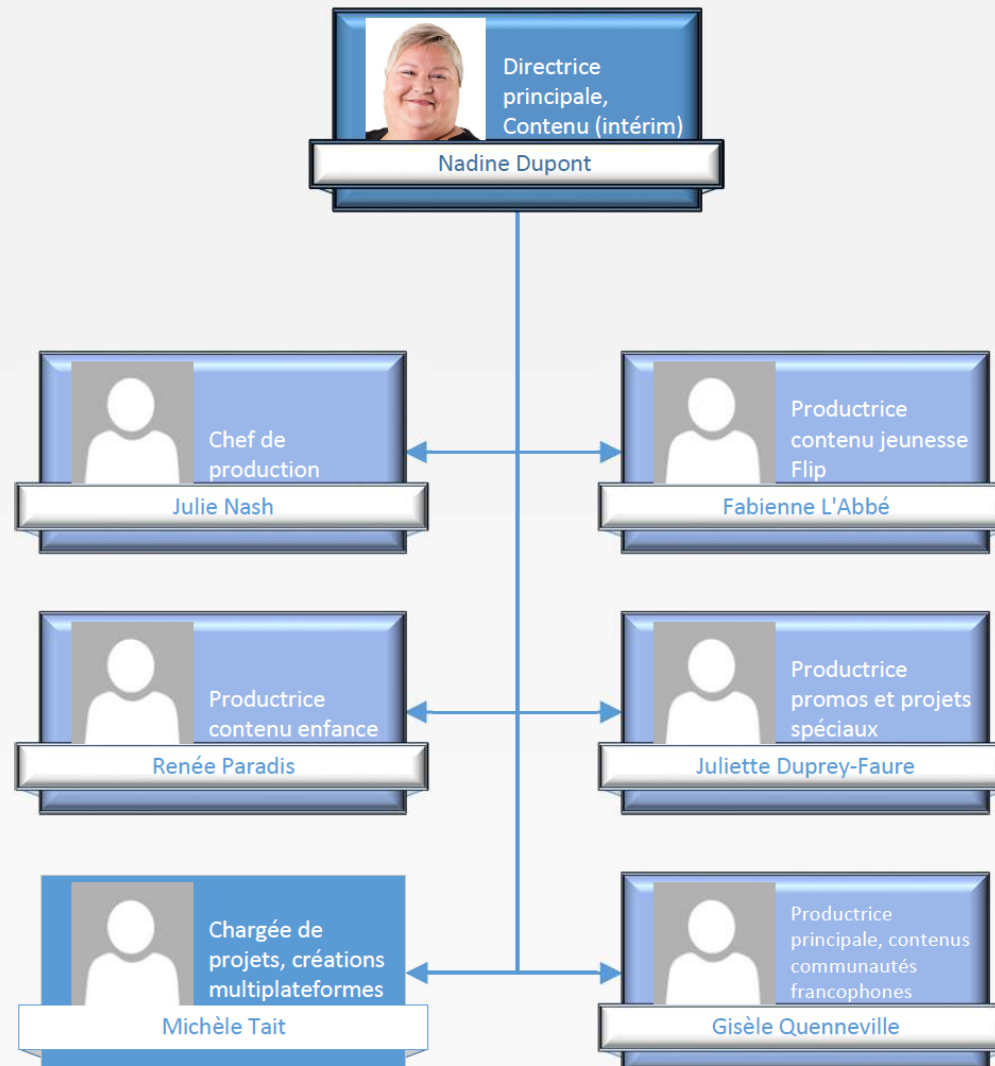 Directrice
principale,
Contenu (intérim)
Nadine Dupont
Chef de
production
Julie Nash
Productrice
contenu jeunesse
Flip
Fabienne L'Abbé
Productrice
contenu enfance
Renée Paradis
Productrice
promos et projets
spéciaux
Juliette Duprey-Faure
Chargée de
projets, créations
multiplateformes
Michèle Tait
Productrice
principale, contenus
communautés
francophones
Gisèle Quenneville